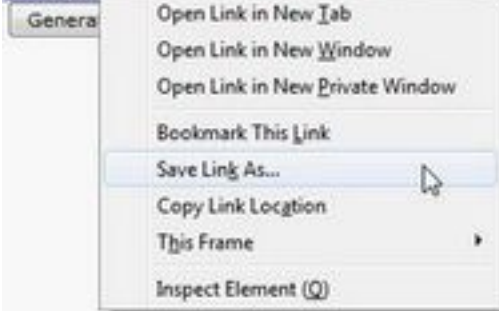 Genera
Open Link in New Tab
Open Link in New Window
Open Link in New Private Window
Bookmark This Link
Save Link As...
Copy Link Location
This Frame
Inspect Element (Q)